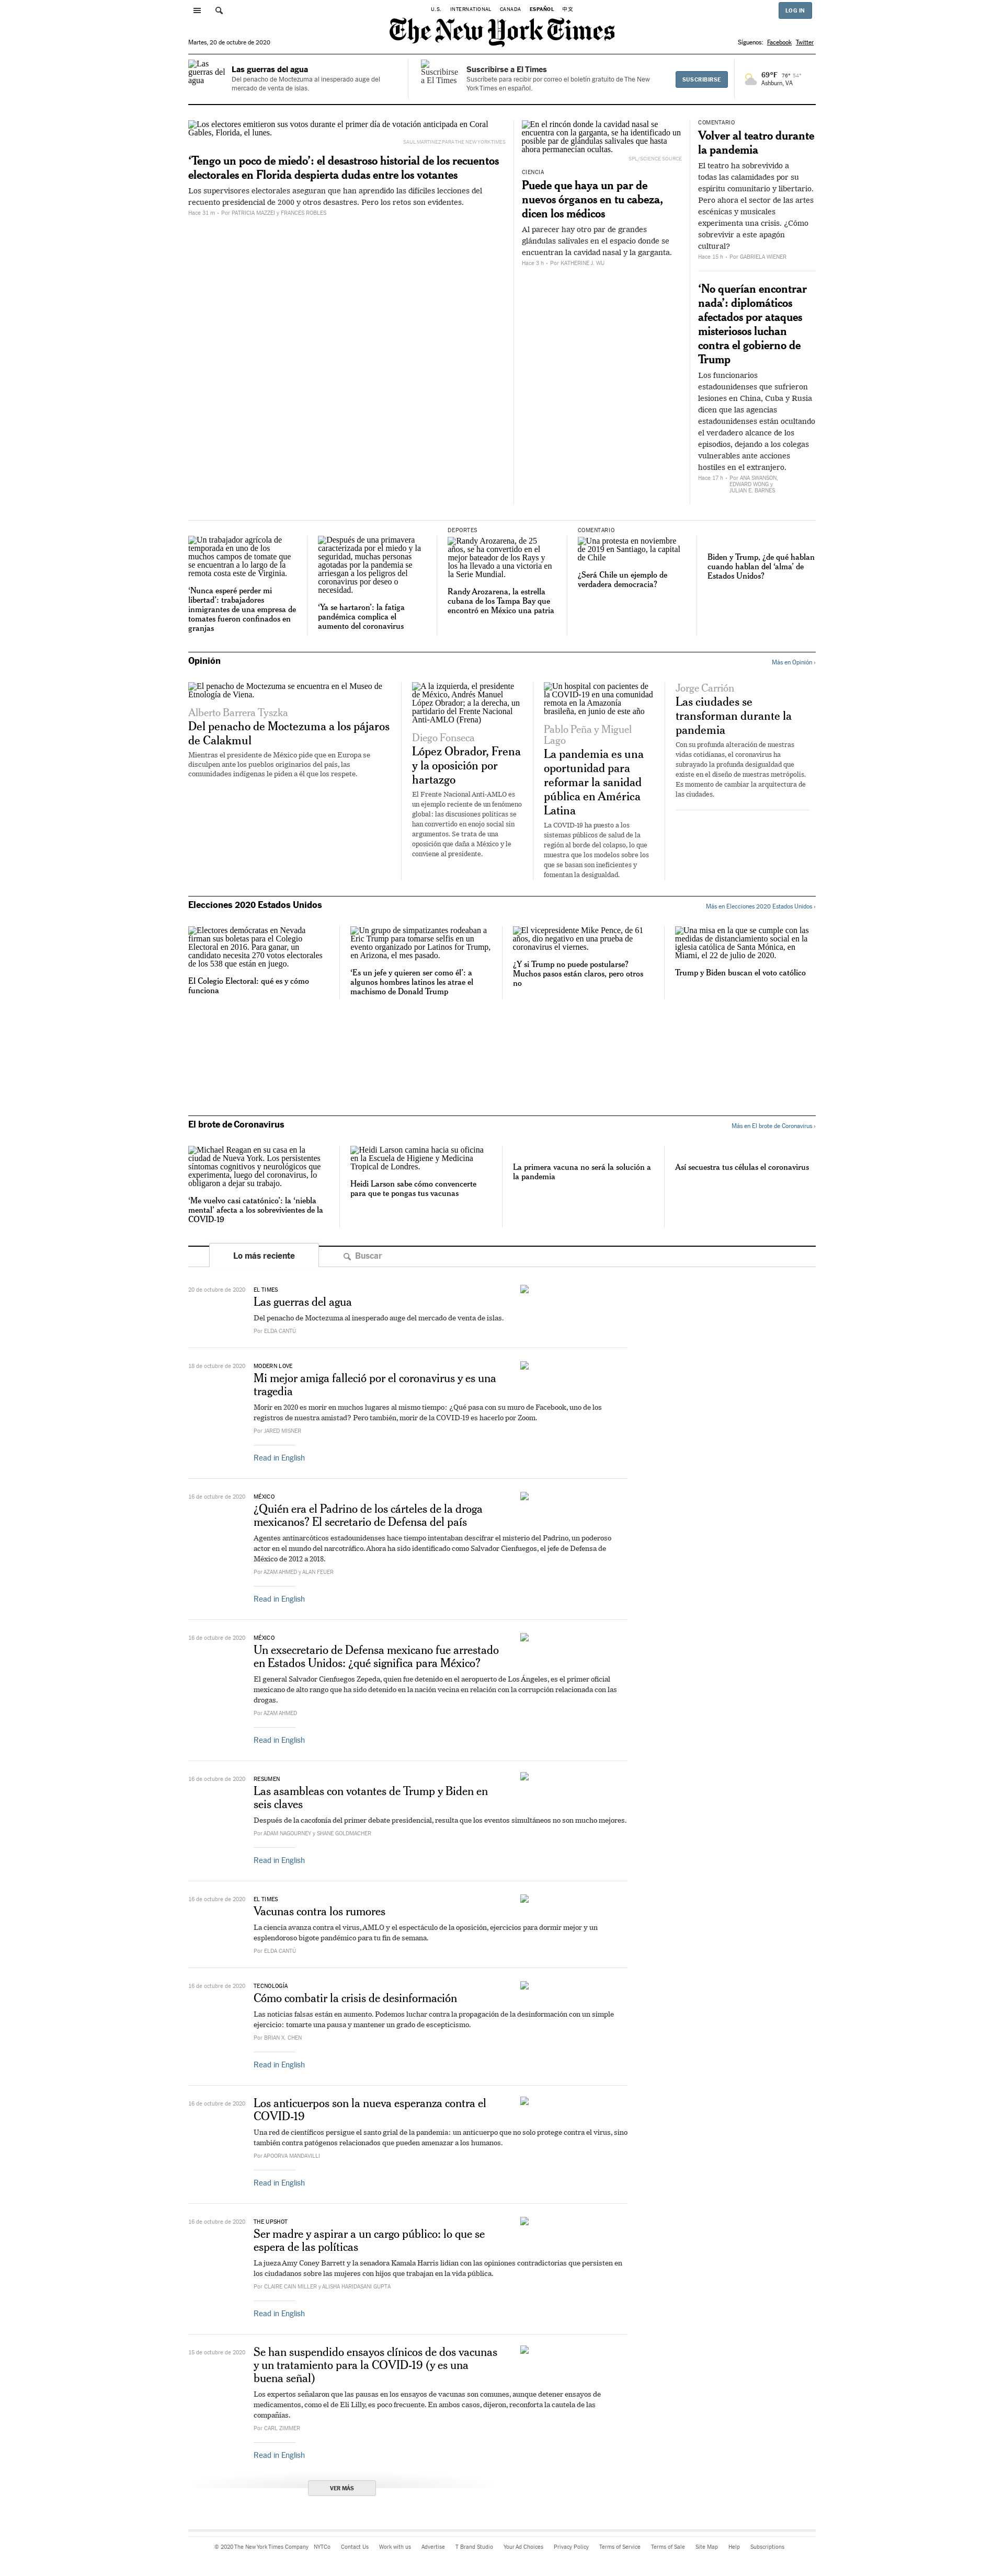 U.S. INTERNATIONAL CANADA ESPAÑOL 中文
LOG IN
The New York Times
Martes, 20 de octubre de 2020
Síguenos: Facebook Twitter
Las guerras del agua
Las guerras del agua
Del penacho de Moctezuma al inesperado auge del
mercado de venta de islas.
Suscribirse a El Times
Suscribirse a El Times
Suscríbete para recibir por correo el boletín gratuito de The New
York Times en español.
SUSCRIBIRSE
69°F 76° 54°
Ashburn, VA
Los electores emitieron sus votos durante el primer día de votación anticipada en Coral
Gables, Florida, el lunes.
SAUL MARTINEZ PARA THE NEW YORK TIMES
‘Tengo un poco de miedo’: el desastroso historial de los recuentos
electorales en Florida despierta dudas entre los votantes
Los supervisores electorales aseguran que han aprendido las difíciles lecciones del
recuento presidencial de 2000 y otros desastres. Pero los retos son evidentes.
Hace 31 m - Por PATRICIA MAZZEI y FRANCES ROBLES
En el rincón donde la cavidad nasal se
encuentra con la garganta, se ha identificado un
posible par de glándulas salivales que hasta
ahora permanecían ocultas.
SPL/SCIENCE SOURCE
CIENCIA
Puede que haya un par de
nuevos órganos en tu cabeza,
dicen los médicos
Al parecer hay otro par de grandes
glándulas salivales en el espacio donde se
encuentran la cavidad nasal y la garganta.
Hace 3 h - Por KATHERINE J. WU
COMENTARIO
Volver al teatro durante
la pandemia
El teatro ha sobrevivido a
todas las calamidades por su
espíritu comunitario y libertario.
Pero ahora el sector de las artes
escénicas y musicales
experimenta una crisis. ¿Cómo
sobrevivir a este apagón
cultural?
Hace 15 h - Por GABRIELA WIENER
‘No querían encontrar
nada’: diplomáticos
afectados por ataques
misteriosos luchan
contra el gobierno de
Trump
Los funcionarios
estadounidenses que sufrieron
lesiones en China, Cuba y Rusia
dicen que las agencias
estadounidenses están ocultando
el verdadero alcance de los
episodios, dejando a los colegas
vulnerables ante acciones
hostiles en el extranjero.
Hace 17 h - Por ANA SWANSON,
EDWARD WONG y
JULIAN E. BARNES
Un trabajador agrícola de
temporada en uno de los
muchos campos de tomate que
se encuentran a lo largo de la
remota costa este de Virginia.
‘Nunca esperé perder mi
libertad’: trabajadores
inmigrantes de una empresa de
tomates fueron confinados en
granjas
Después de una primavera
caracterizada por el miedo y la
seguridad, muchas personas
agotadas por la pandemia se
arriesgan a los peligros del
coronavirus por deseo o
necesidad.
‘Ya se hartaron’: la fatiga
pandémica complica el
aumento del coronavirus
DEPORTES
Randy Arozarena, de 25
años, se ha convertido en el
mejor bateador de los Rays y
los ha llevado a una victoria en
la Serie Mundial.
Randy Arozarena, la estrella
cubana de los Tampa Bay que
encontró en México una patria
COMENTARIO
Una protesta en noviembre
de 2019 en Santiago, la capital
de Chile
¿Será Chile un ejemplo de
verdadera democracia?
Biden y Trump, ¿de qué hablan
cuando hablan del ‘alma’ de
Estados Unidos?
Opinión
Más en Opinión ›
El penacho de Moctezuma se encuentra en el Museo de
Etnología de Viena.
Alberto Barrera Tyszka
Del penacho de Moctezuma a los pájaros
de Calakmul
Mientras el presidente de México pide que en Europa se
disculpen ante los pueblos originarios del país, las
comunidades indígenas le piden a él que los respete.
A la izquierda, el presidente
de México, Andrés Manuel
López Obrador; a la derecha, un
partidario del Frente Nacional
Anti-AMLO (Frena)
Diego Fonseca
López Obrador, Frena
y la oposición por
hartazgo
El Frente Nacional Anti-AMLO es
un ejemplo reciente de un fenómeno
global: las discusiones políticas se
han convertido en enojo social sin
argumentos. Se trata de una
oposición que daña a México y le
conviene al presidente.
Un hospital con pacientes de
la COVID-19 en una comunidad
remota en la Amazonía
brasileña, en junio de este año
Pablo Peña y Miguel
Lago
La pandemia es una
oportunidad para
reformar la sanidad
pública en América
Latina
La COVID-19 ha puesto a los
sistemas públicos de salud de la
región al borde del colapso, lo que
muestra que los modelos sobre los
que se basan son ineficientes y
fomentan la desigualdad.
Jorge Carrión
Las ciudades se
transforman durante la
pandemia
Con su profunda alteración de nuestras
vidas cotidianas, el coronavirus ha
subrayado la profunda desigualdad que
existe en el diseño de nuestras metrópolis.
Es momento de cambiar la arquitectura de
las ciudades.
Elecciones 2020 Estados Unidos
Más en Elecciones 2020 Estados Unidos ›
Electores demócratas en Nevada
firman sus boletas para el Colegio
Electoral en 2016. Para ganar, un
candidato necesita 270 votos electorales
de los 538 que están en juego.
El Colegio Electoral: qué es y cómo
funciona
Un grupo de simpatizantes rodeaban a
Eric Trump para tomarse selfis en un
evento organizado por Latinos for Trump,
en Arizona, el mes pasado.
‘Es un jefe y quieren ser como él’: a
algunos hombres latinos les atrae el
machismo de Donald Trump
El vicepresidente Mike Pence, de 61
años, dio negativo en una prueba de
coronavirus el viernes.
¿Y si Trump no puede postularse?
Muchos pasos están claros, pero otros
no
Una misa en la que se cumple con las
medidas de distanciamiento social en la
iglesia católica de Santa Mónica, en
Miami, el 22 de julio de 2020.
Trump y Biden buscan el voto católico
El brote de Coronavirus
Más en El brote de Coronavirus ›
Michael Reagan en su casa en la
ciudad de Nueva York. Los persistentes
síntomas cognitivos y neurológicos que
experimenta, luego del coronavirus, lo
obligaron a dejar su trabajo.
‘Me vuelvo casi catatónico’: la ‘niebla
mental’ afecta a los sobrevivientes de la
COVID-19
Heidi Larson camina hacia su oficina
en la Escuela de Higiene y Medicina
Tropical de Londres.
Heidi Larson sabe cómo convencerte
para que te pongas tus vacunas
La primera vacuna no será la solución a
la pandemia
Así secuestra tus células el coronavirus
Lo más reciente
Buscar
20 de octubre de 2020
EL TIMES
Las guerras del agua
Del penacho de Moctezuma al inesperado auge del mercado de venta de islas.
Por ELDA CANTÚ
18 de octubre de 2020
MODERN LOVE
Mi mejor amiga falleció por el coronavirus y es una
tragedia
Morir en 2020 es morir en muchos lugares al mismo tiempo: ¿Qué pasa con su muro de Facebook, uno de los
registros de nuestra amistad? Pero también, morir de la COVID-19 es hacerlo por Zoom.
Por JARED MISNER
Read in English
16 de octubre de 2020
MÉXICO
¿Quién era el Padrino de los cárteles de la droga
mexicanos? El secretario de Defensa del país
Agentes antinarcóticos estadounidenses hace tiempo intentaban descifrar el misterio del Padrino, un poderoso
actor en el mundo del narcotráfico. Ahora ha sido identificado como Salvador Cienfuegos, el jefe de Defensa de
México de 2012 a 2018.
Por AZAM AHMED y ALAN FEUER
Read in English
16 de octubre de 2020
MÉXICO
Un exsecretario de Defensa mexicano fue arrestado
en Estados Unidos: ¿qué significa para México?
El general Salvador Cienfuegos Zepeda, quien fue detenido en el aeropuerto de Los Ángeles, es el primer oficial
mexicano de alto rango que ha sido detenido en la nación vecina en relación con la corrupción relacionada con las
drogas.
Por AZAM AHMED
Read in English
16 de octubre de 2020
RESUMEN
Las asambleas con votantes de Trump y Biden en
seis claves
Después de la cacofonía del primer debate presidencial, resulta que los eventos simultáneos no son mucho mejores.
Por ADAM NAGOURNEY y SHANE GOLDMACHER
Read in English
16 de octubre de 2020
EL TIMES
Vacunas contra los rumores
La ciencia avanza contra el virus, AMLO y el espectáculo de la oposición, ejercicios para dormir mejor y un
esplendoroso bigote pandémico para tu fin de semana.
Por ELDA CANTÚ
16 de octubre de 2020
TECNOLOGÍA
Cómo combatir la crisis de desinformación
Las noticias falsas están en aumento. Podemos luchar contra la propagación de la desinformación con un simple
ejercicio: tomarte una pausa y mantener un grado de escepticismo.
Por BRIAN X. CHEN
Read in English
16 de octubre de 2020
Los anticuerpos son la nueva esperanza contra el
COVID-19
Una red de científicos persigue el santo grial de la pandemia: un anticuerpo que no solo protege contra el virus, sino
también contra patógenos relacionados que pueden amenazar a los humanos.
Por APOORVA MANDAVILLI
Read in English
16 de octubre de 2020
THE UPSHOT
Ser madre y aspirar a un cargo público: lo que se
espera de las políticas
La jueza Amy Coney Barrett y la senadora Kamala Harris lidian con las opiniones contradictorias que persisten en
los ciudadanos sobre las mujeres con hijos que trabajan en la vida pública.
Por CLAIRE CAIN MILLER y ALISHA HARIDASANI GUPTA
Read in English
15 de octubre de 2020
Se han suspendido ensayos clínicos de dos vacunas
y un tratamiento para la COVID-19 (y es una
buena señal)
Los expertos señalaron que las pausas en los ensayos de vacunas son comunes, aunque detener ensayos de
medicamentos, como el de Eli Lilly, es poco frecuente. En ambos casos, dijeron, reconforta la cautela de las
compañías.
Por CARL ZIMMER
Read in English
VER MÁS
© 2020 The New York Times Company NYTCo Contact Us Work with us Advertise T Brand Studio Your Ad Choices Privacy Policy Terms of Service Terms of Sale Site Map Help Subscriptions